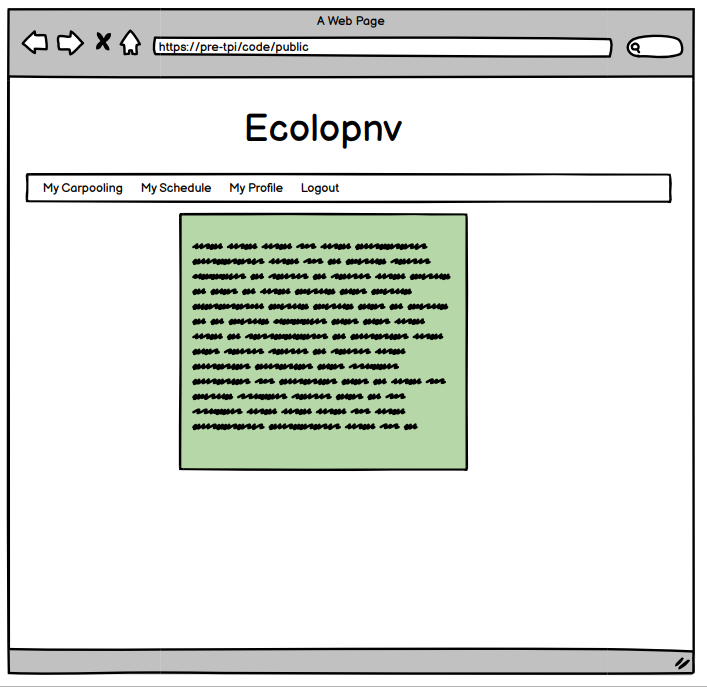 A Web Page
https://pre-tpi/code/public
Ecolopnv
My Carpooling My Schedule My Profile Logout